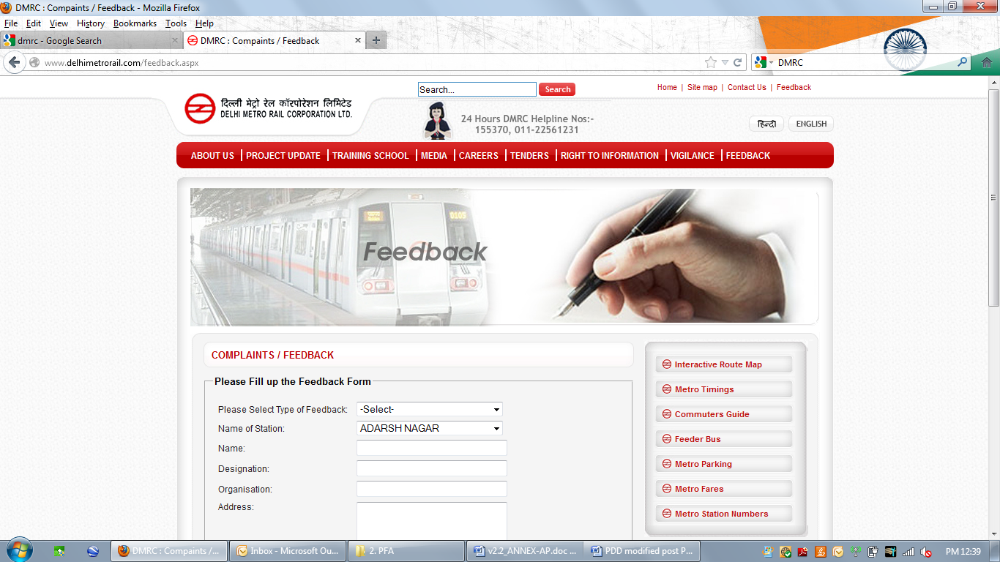 DMRC : Compaints / Feedback - Mozilla Firefox
File Edit View History Bookmarks Tools Help
dmrc - Google Search
DMRC : Compaints / Feedback
www.delhimetrorail.com/feedback.aspx
DMRC
Search...
Search
Home | Site map | Contact Us | Feedback
दिल्ली मेट्रो रेल कॉरपोरेशन लिमिटेड
DELHI METRO RAIL CORPORATION LTD.
24 Hours DMRC Helpline Nos:-
155370, 011-22561231
हिन्दी
ENGLISH
ABOUT US | PROJECT UPDATE | TRAINING SCHOOL | MEDIA | CAREERS | TENDERS | RIGHT TO INFORMATION | VIGILANCE | FEEDBACK
0105
Feedback
COMPLAINTS / FEEDBACK
Please Fill up the Feedback Form
Please Select Type of Feedback: -Select-
Name of Station: ADARSH NAGAR
Name:
Designation:
Organisation:
Address:
Interactive Route Map
Metro Timings
Commuters Guide
Feeder Bus
Metro Parking
Metro Fares
Metro Station Numbers
DMRC : Compaints /... Inbox - Microsoft Ou... 2. PFA v2.2_ANNEX-AP.doc ... PDD modified post P... PM 12:39